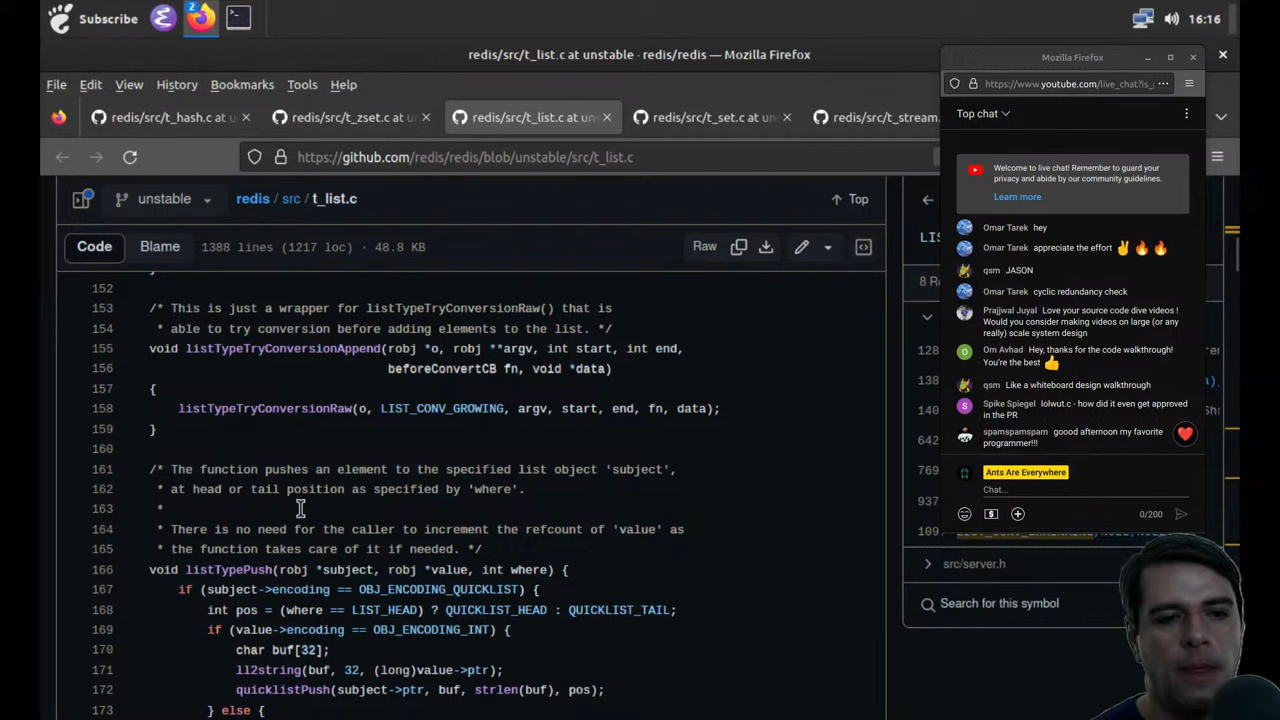 Subscribe
2
16:16
redis/src/t_list.c at unstable · redis/redis — Mozilla Firefox
File Edit View History Bookmarks Tools Help
redis/src/t_hash.c at uns
redis/src/t_zset.c at uns
redis/src/t_list.c at uns
redis/src/t_set.c at uns
redis/src/t_stream.
https://github.com/redis/redis/blob/unstable/src/t_list.c
unstable
redis / src / t_list.c
Top
Code Blame 1388 lines (1217 loc) · 48.8 KB
Raw
152
153 /* This is just a wrapper for listTypeTryConversionRaw() that is
154 * able to try conversion before adding elements to the list. */
155 void listTypeTryConversionAppend(robj *o, robj **argv, int start, int end,
156 beforeConvertCB fn, void *data)
157 {
158 listTypeTryConversionRaw(o, LIST_CONV_GROWING, argv, start, end, fn, data);
159 }
160
161 /* The function pushes an element to the specified list object 'subject',
162 * at head or tail position as specified by 'where'.
163 *
164 * There is no need for the caller to increment the refcount of 'value' as
165 * the function takes care of it if needed. */
166 void listTypePush(robj *subject, robj *value, int where) {
167 if (subject->encoding == OBJ_ENCODING_QUICKLIST) {
168 int pos = (where == LIST_HEAD) ? QUICKLIST_HEAD : QUICKLIST_TAIL;
169 if (value->encoding == OBJ_ENCODING_INT) {
170 char buf[32];
171 ll2string(buf, 32, (long)value->ptr);
172 quicklistPush(subject->ptr, buf, strlen(buf), pos);
173 } else {
Mozilla Firefox
https://www.youtube.com/live_chat?is_
Top chat
Welcome to live chat! Remember to guard your
privacy and abide by our community guidelines.
Learn more
Omar Tarek hey
Omar Tarek appreciate the effort ✌🔥🔥
qsm JASON
Omar Tarek cyclic redundancy check
Prajjwal Juyal Love your source code dive videos !
Would you consider making videos on large (or any
really) scale system design
Om Avhad Hey, thanks for the code walkthrough!
You're the best 👍
qsm Like a whiteboard design walkthrough
Spike Spiegel lolwut.c - how did it even get approved
in the PR
spamspamspam goood afternoon my favorite
programmer!!!
Ants Are Everywhere
Chat...
0/200
LIS
8 Re
128
138
140
642
769
937
109
src/server.h
Search for this symbol